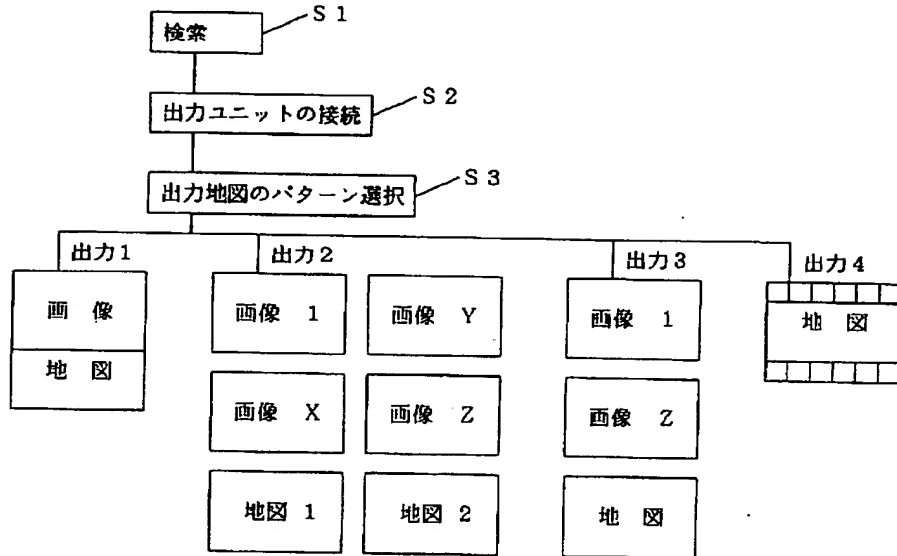 検索
S1
出力ユニットの接続
S2
出力地図のパターン選択
S3
出力1
出力2
出力3
出力4
画像
地図
画像 1
画像 Y
画像 X
画像 Z
地図 1
地図 2
画像 1
画像 Z
地図
地図